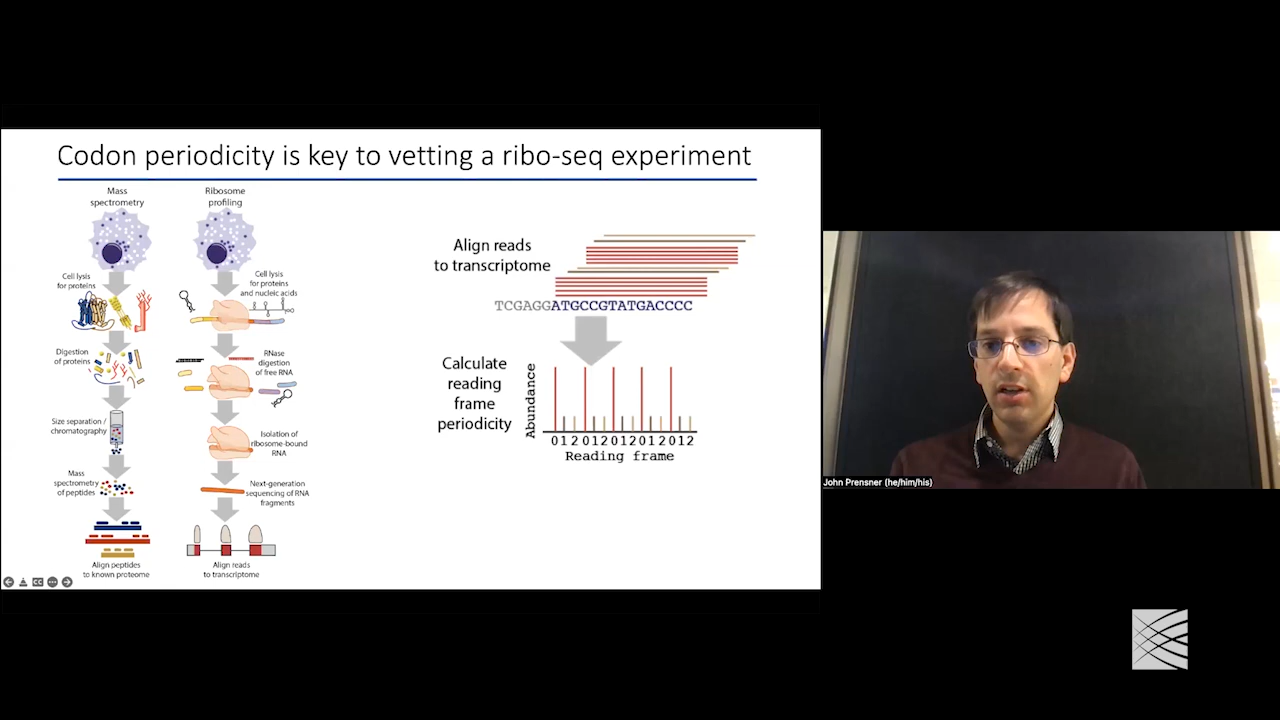 Codon periodicity is key to vetting a ribo-seq experiment
Mass
spectrometry
Cell lysis
for proteins
Digestion
of proteins
Size separation /
chromatography
Mass
spectrometry
of peptides
Align peptides
to known proteome
Ribosome
profiling
Cell lysis
for proteins
and nucleic acids
RNase
digestion
of free RNA
Isolation of
ribosome-bound
RNA
Next-generation
sequencing of RNA
fragments
Align reads
to transcriptome
Align reads
to transcriptome
TCGAGGATGCCGTATGACCCC
Calculate
reading
frame
periodicity
Abundance
012012012012012
Reading frame
CC
John Prensner (he/him/his)